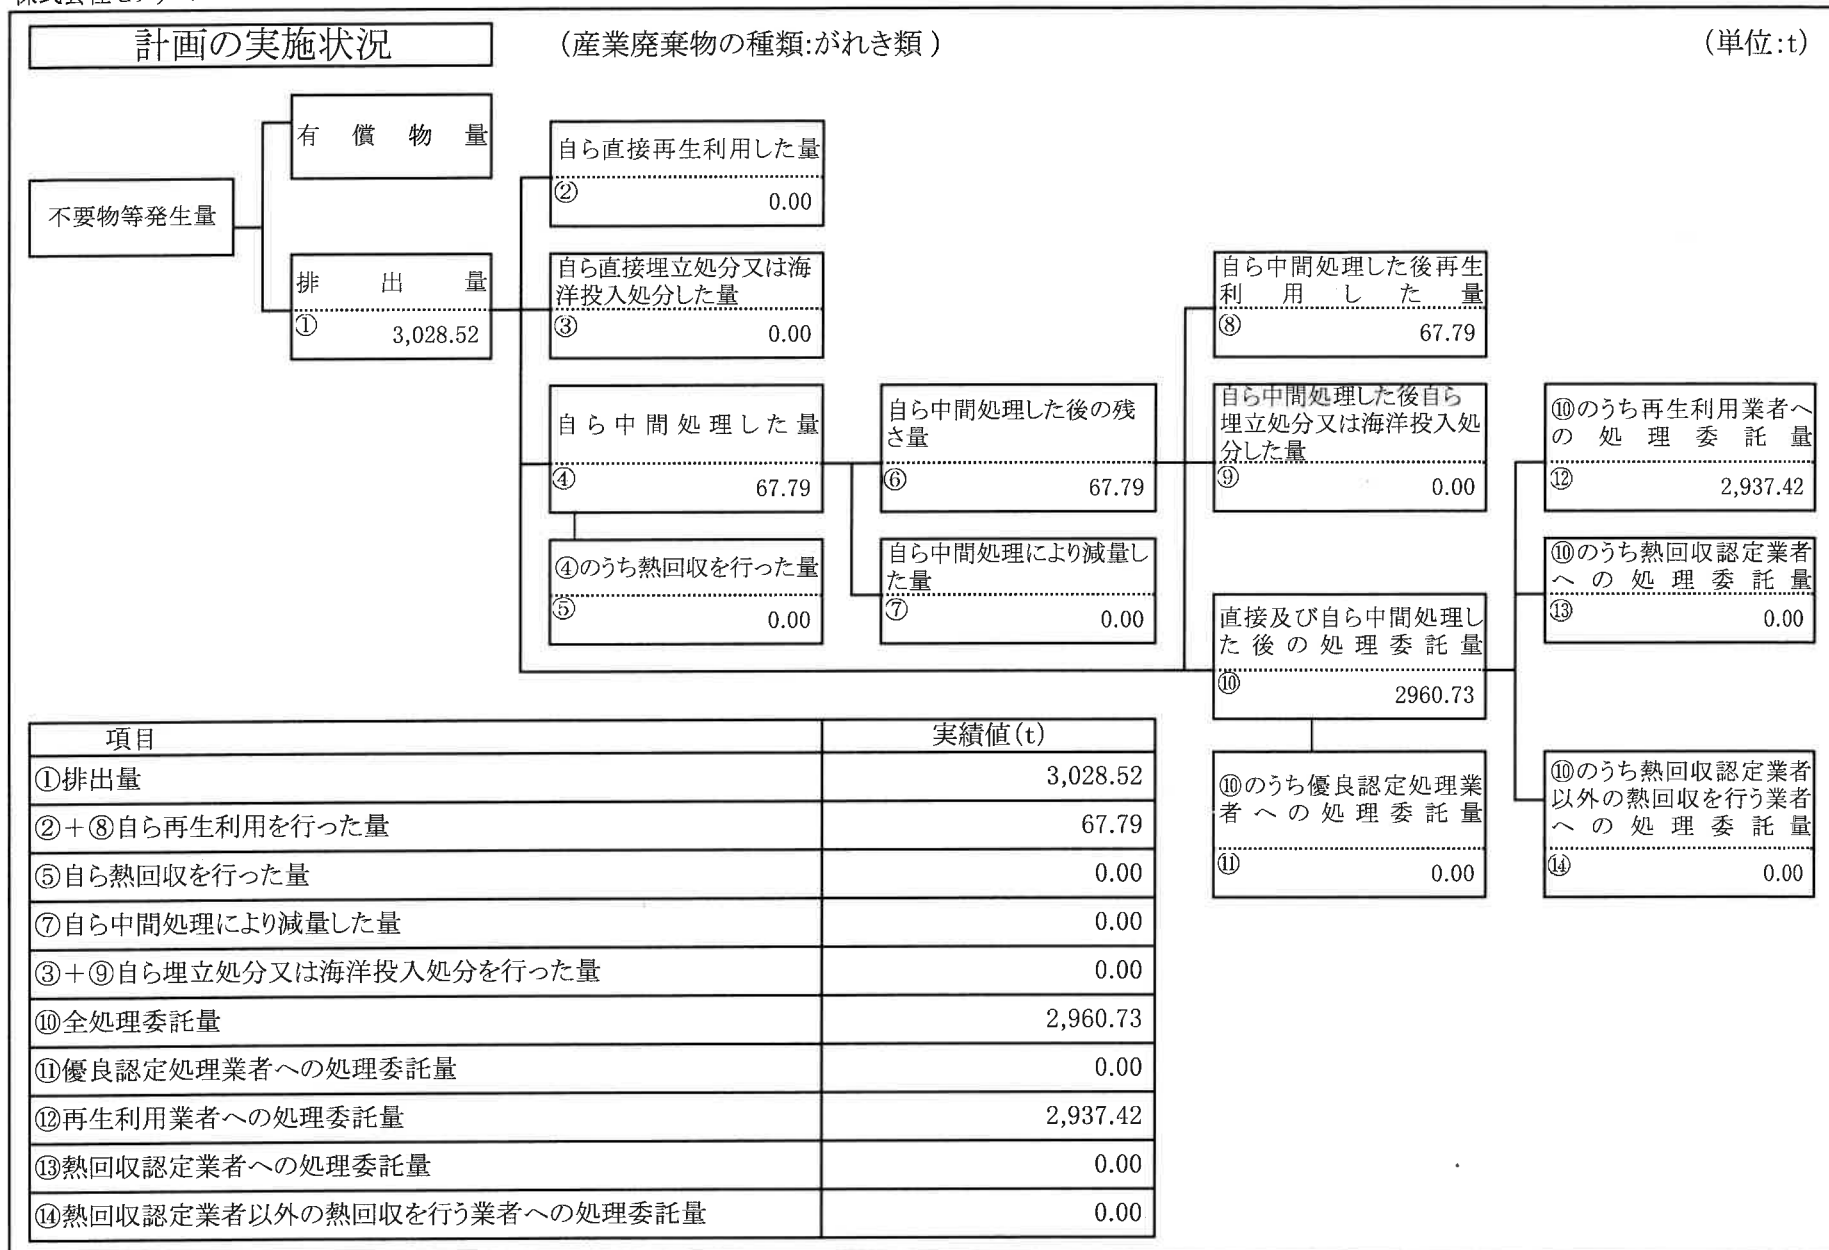 計画の実施状況
（産業廃棄物の種類:がれき類）
（単位:t）
有償物量
不要物等発生量
排出量
① 3,028.52
自ら直接再生利用した量
② 0.00
自ら直接埋立処分又は海
洋投入処分した量
③ 0.00
自ら中間処理した量
④ 67.79
④のうち熱回収を行った量
⑤ 0.00
自ら中間処理した後の残
さ量
⑥ 67.79
自ら中間処理により減量し
た量
⑦ 0.00
自ら中間処理した後再生
利用した量
⑧ 67.79
自ら中間処理した後自ら
埋立処分又は海洋投入処
分した量
⑨ 0.00
直接及び自ら中間処理し
た後の処理委託量
⑩ 2960.73
⑩のうち優良認定処理業
者への処理委託量
⑪ 0.00
⑩のうち再生利用業者へ
の処理委託量
⑫ 2,937.42
⑩のうち熱回収認定業者
への処理委託量
⑬ 0.00
⑩のうち熱回収認定業者
以外の熱回収を行う業者
への処理委託量
⑭ 0.00
項目 実績値(t)
①排出量 3,028.52
②＋⑧自ら再生利用を行った量 67.79
⑤自ら熱回収を行った量 0.00
⑦自ら中間処理により減量した量 0.00
③＋⑨自ら埋立処分又は海洋投入処分を行った量 0.00
⑩全処理委託量 2,960.73
⑪優良認定処理業者への処理委託量 0.00
⑫再生利用業者への処理委託量 2,937.42
⑬熱回収認定業者への処理委託量 0.00
⑭熱回収認定業者以外の熱回収を行う業者への処理委託量 0.00